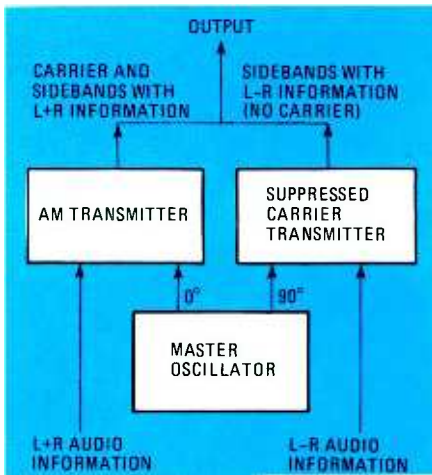 OUTPUT
CARRIER AND
SIDEBANDS WITH
L+R INFORMATION
SIDEBANDS WITH
L-R INFORMATION
(NO CARRIER)
AM TRANSMITTER
SUPPRESSED
CARRIER
TRANSMITTER
0°
90°
MASTER
OSCILLATOR
L+R AUDIO
INFORMATION
L-R AUDIO
INFORMATION